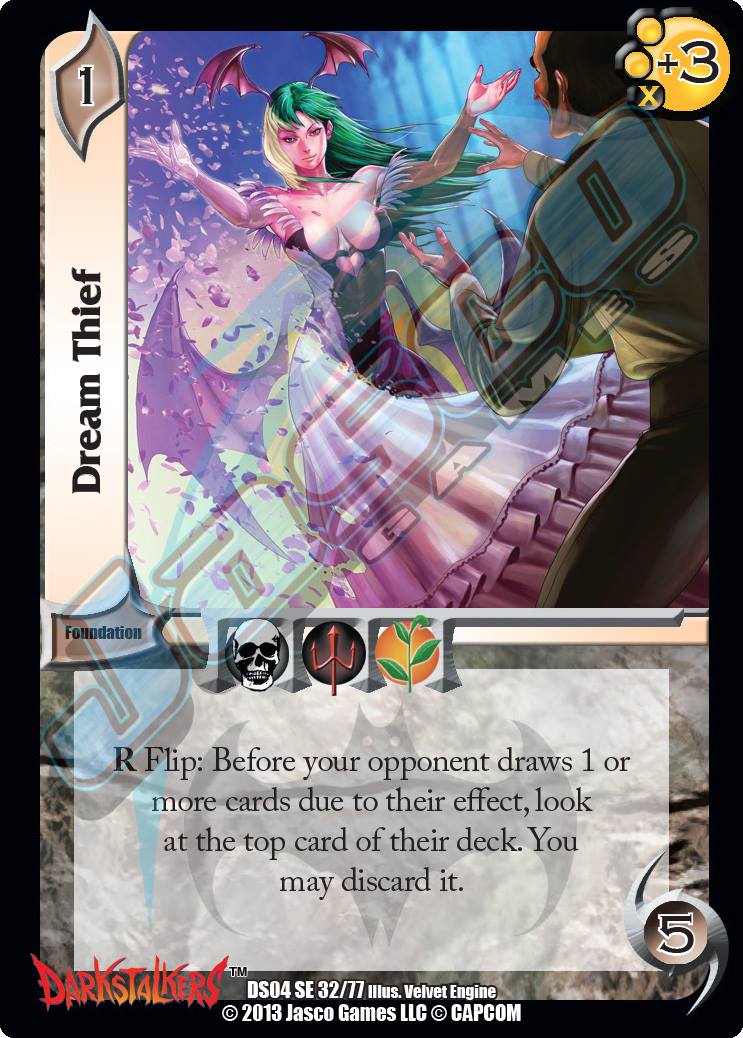 1
+3
X
Dream Thief
Foundation
R Flip: Before your opponent draws 1 or
more cards due to their effect, look
at the top card of their deck. You
may discard it.
5
DARKSTALKERS™
DS04 SE 32/77 Illus. Velvet Engine
© 2013 Jasco Games LLC © CAPCOM
JASCO
GAMES